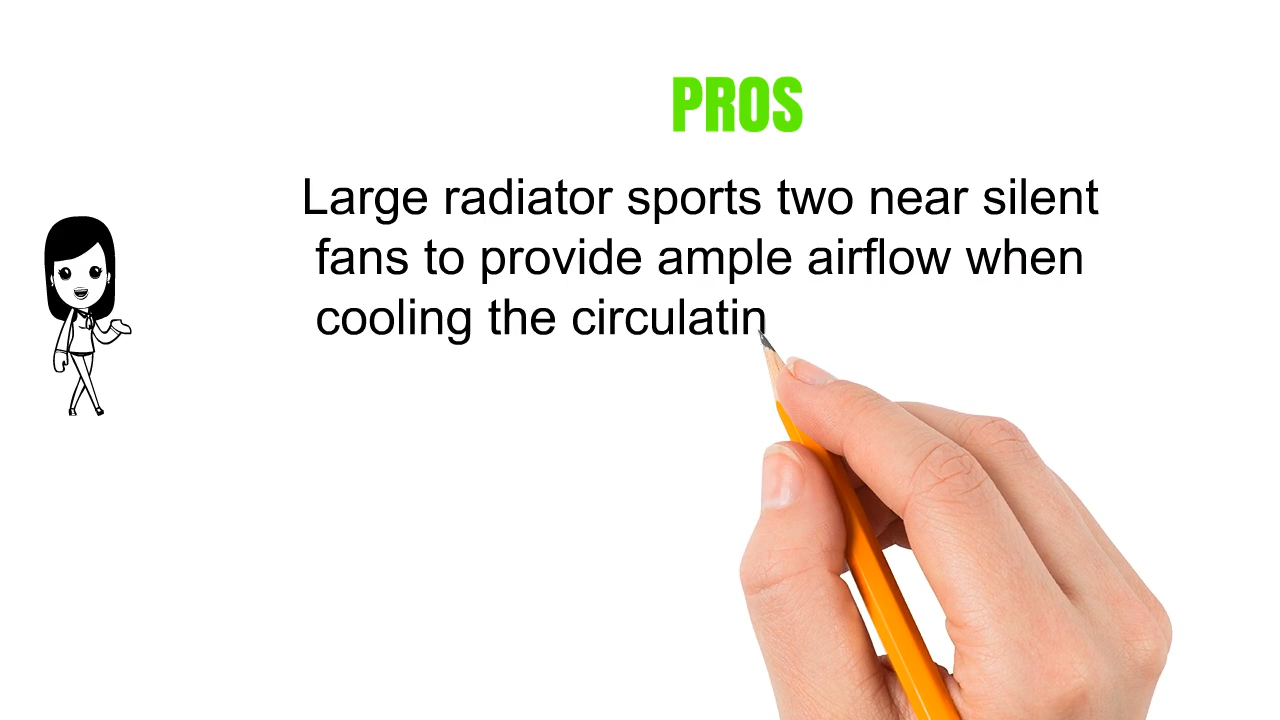 PROS
Large radiator sports two near silent
fans to provide ample airflow when
cooling the circulatin